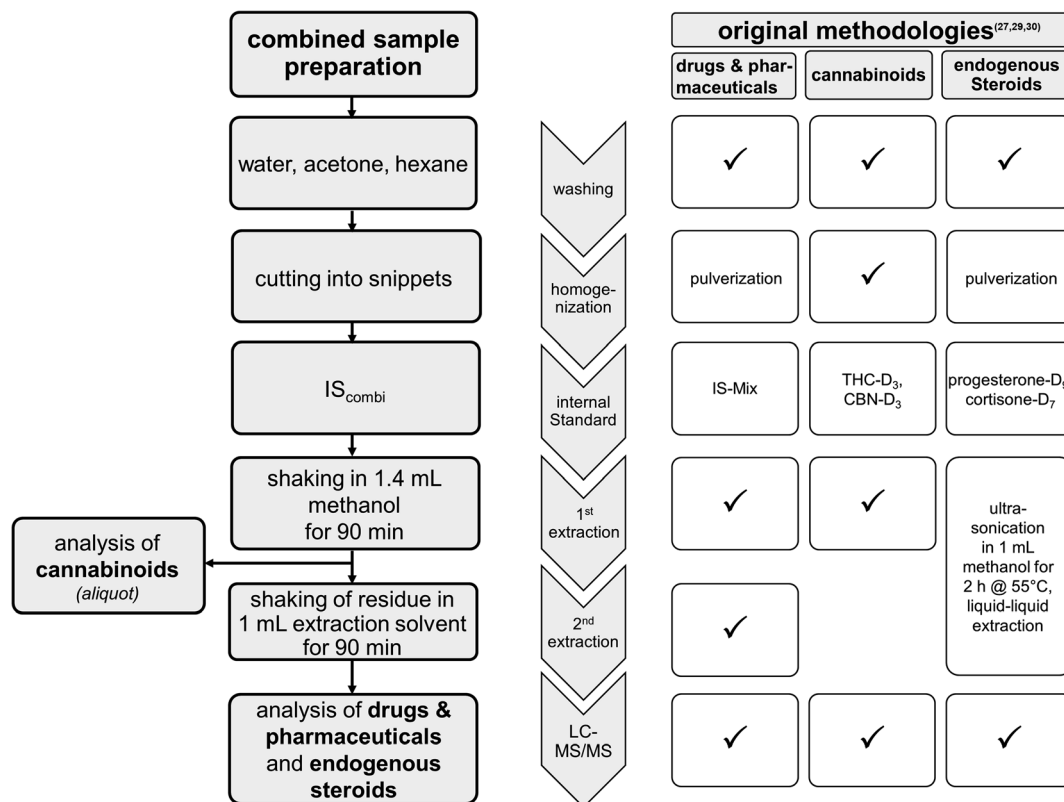 combined sample
preparation
water, acetone, hexane
cutting into snippets
IScombi
shaking in 1.4 mL
methanol
for 90 min
analysis of
cannabinoids
(aliquot)
shaking of residue in
1 mL extraction solvent
for 90 min
analysis of drugs &
pharmaceuticals
and endogenous
steroids
washing
homoge-
nization
internal
Standard
1st
extraction
2nd
extraction
LC-
MS/MS
original methodologies(27,29,30)
drugs & phar-
maceuticals
cannabinoids
endogenous
Steroids
✓
✓
✓
pulverization
✓
pulverization
IS-Mix
THC-D3,
CBN-D3
cortisone-D7
✓
✓
ultra-
sonication
in 1 mL
methanol for
2 h @ 55°C,
liquid-liquid
extraction
✓
✓
✓
✓